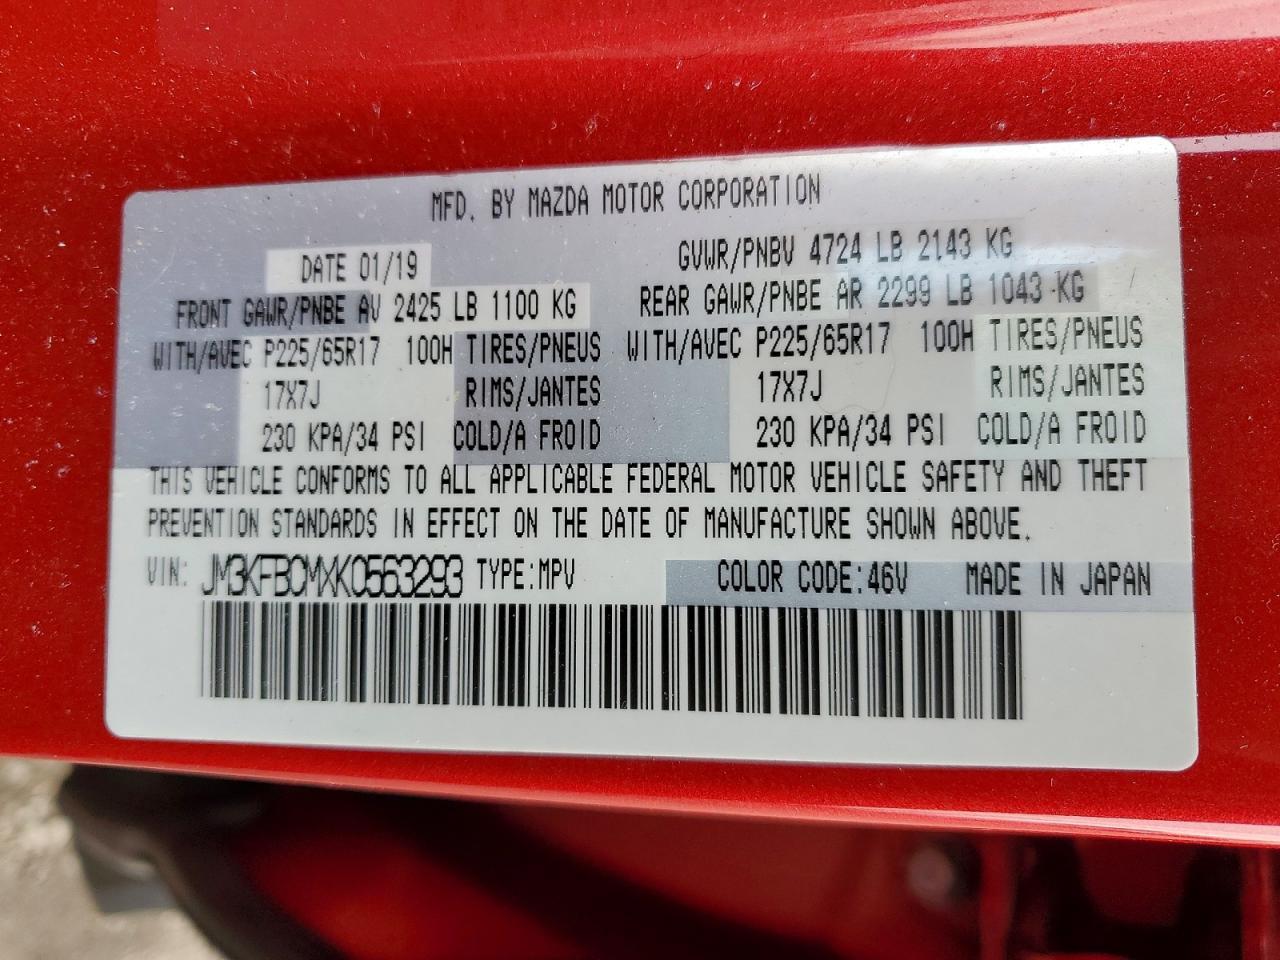 MFD. BY MAZDA MOTOR CORPORATION
DATE 01/19 GVWR/PNBV 4724 LB 2143 KG
FRONT GAWR/PNBE AV 2425 LB 1100 KG REAR GAWR/PNBE AR 2299 LB 1043 KG
WITH/AVEC P225/65R17 100H TIRES/PNEUS WITH/AVEC P225/65R17 100H TIRES/PNEUS
17X7J RIMS/JANTES 17X7J RIMS/JANTES
230 KPA/34 PSI COLD/A FROID 230 KPA/34 PSI COLD/A FROID
THIS VEHICLE CONFORMS TO ALL APPLICABLE FEDERAL MOTOR VEHICLE SAFETY AND THEFT
PREVENTION STANDARDS IN EFFECT ON THE DATE OF MANUFACTURE SHOWN ABOVE.
VIN: JM3KFBCMXK0563293 TYPE:MPV COLOR CODE:46V MADE IN JAPAN